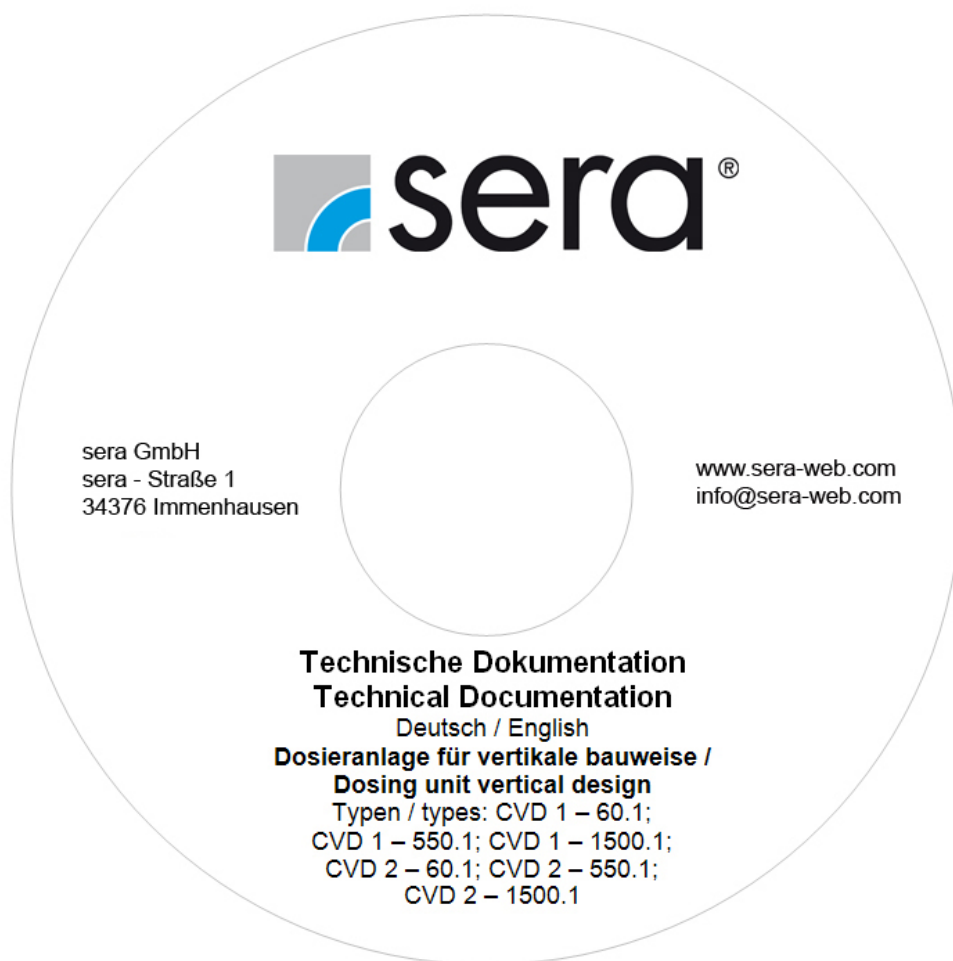 sera®
sera GmbH
sera - Straße 1
34376 Immenhausen
www.sera-web.com
info@sera-web.com
Technische Dokumentation
Technical Documentation
Deutsch / English
Dosieranlage für vertikale bauweise /
Dosing unit vertical design
Typen / types: CVD 1 – 60.1;
CVD 1 – 550.1; CVD 1 – 1500.1;
CVD 2 – 60.1; CVD 2 – 550.1;
CVD 2 – 1500.1